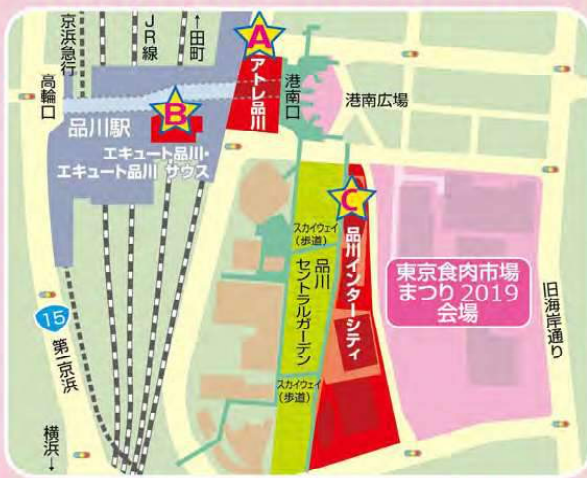 京浜急行
JR線
↑田町
A
アトレ品川
高輪口
港南口
港南広場
品川駅
B
エキュート品川・
エキュート品川 サウス
C
スカイウェイ
(歩道)
品川インターシティ
品川
セントラルガーデン
東京食肉市場
まつり2019
会場
旧海岸通り
15
第一京浜
スカイウェイ
(歩道)
横浜↓